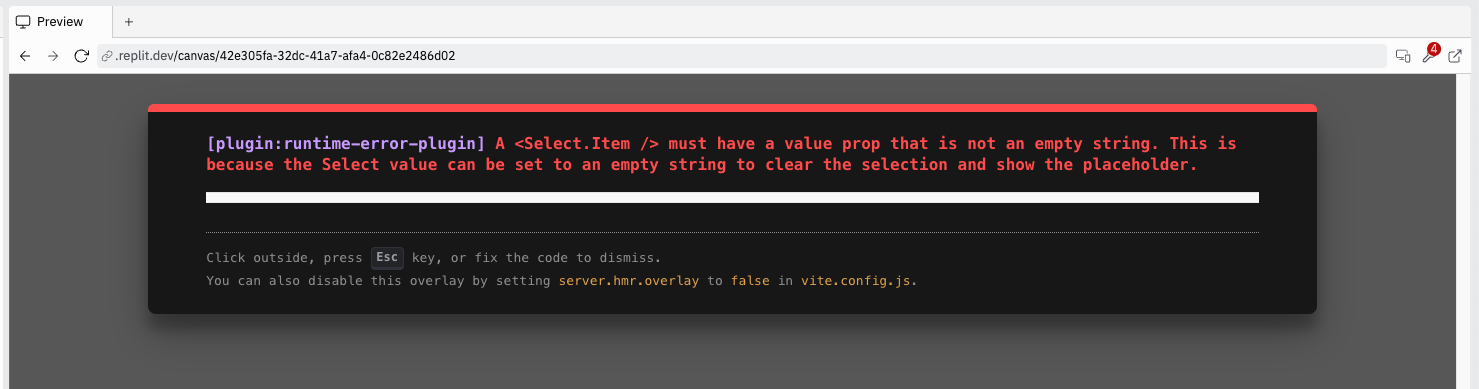 Preview
.replit.dev/canvas/42e305fa-32dc-41a7-afa4-0c82e2486d02
4
[plugin:runtime-error-plugin] A <Select.Item /> must have a value prop that is not an empty string. This is
because the Select value can be set to an empty string to clear the selection and show the placeholder.
Click outside, press Esc key, or fix the code to dismiss.
You can also disable this overlay by setting server.hmr.overlay to false in vite.config.js.